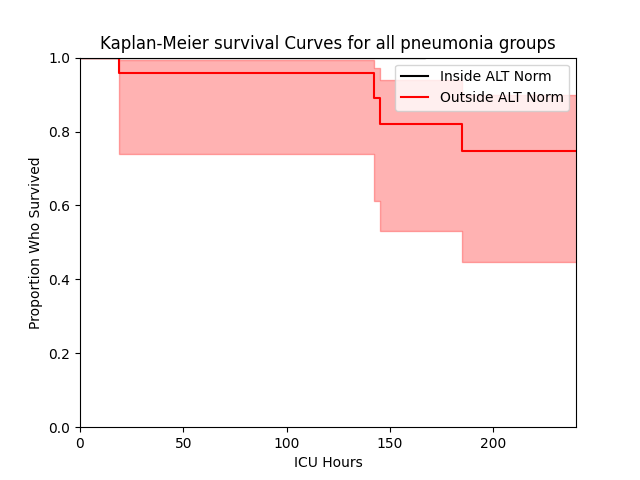 Kaplan-Meier survival Curves for all pneumonia groups
1.0
Inside ALT Norm
Outside ALT Norm
0.8
0.6
0.4
0.2
0.0
Proportion Who Survived
0 50 100 150 200
ICU Hours